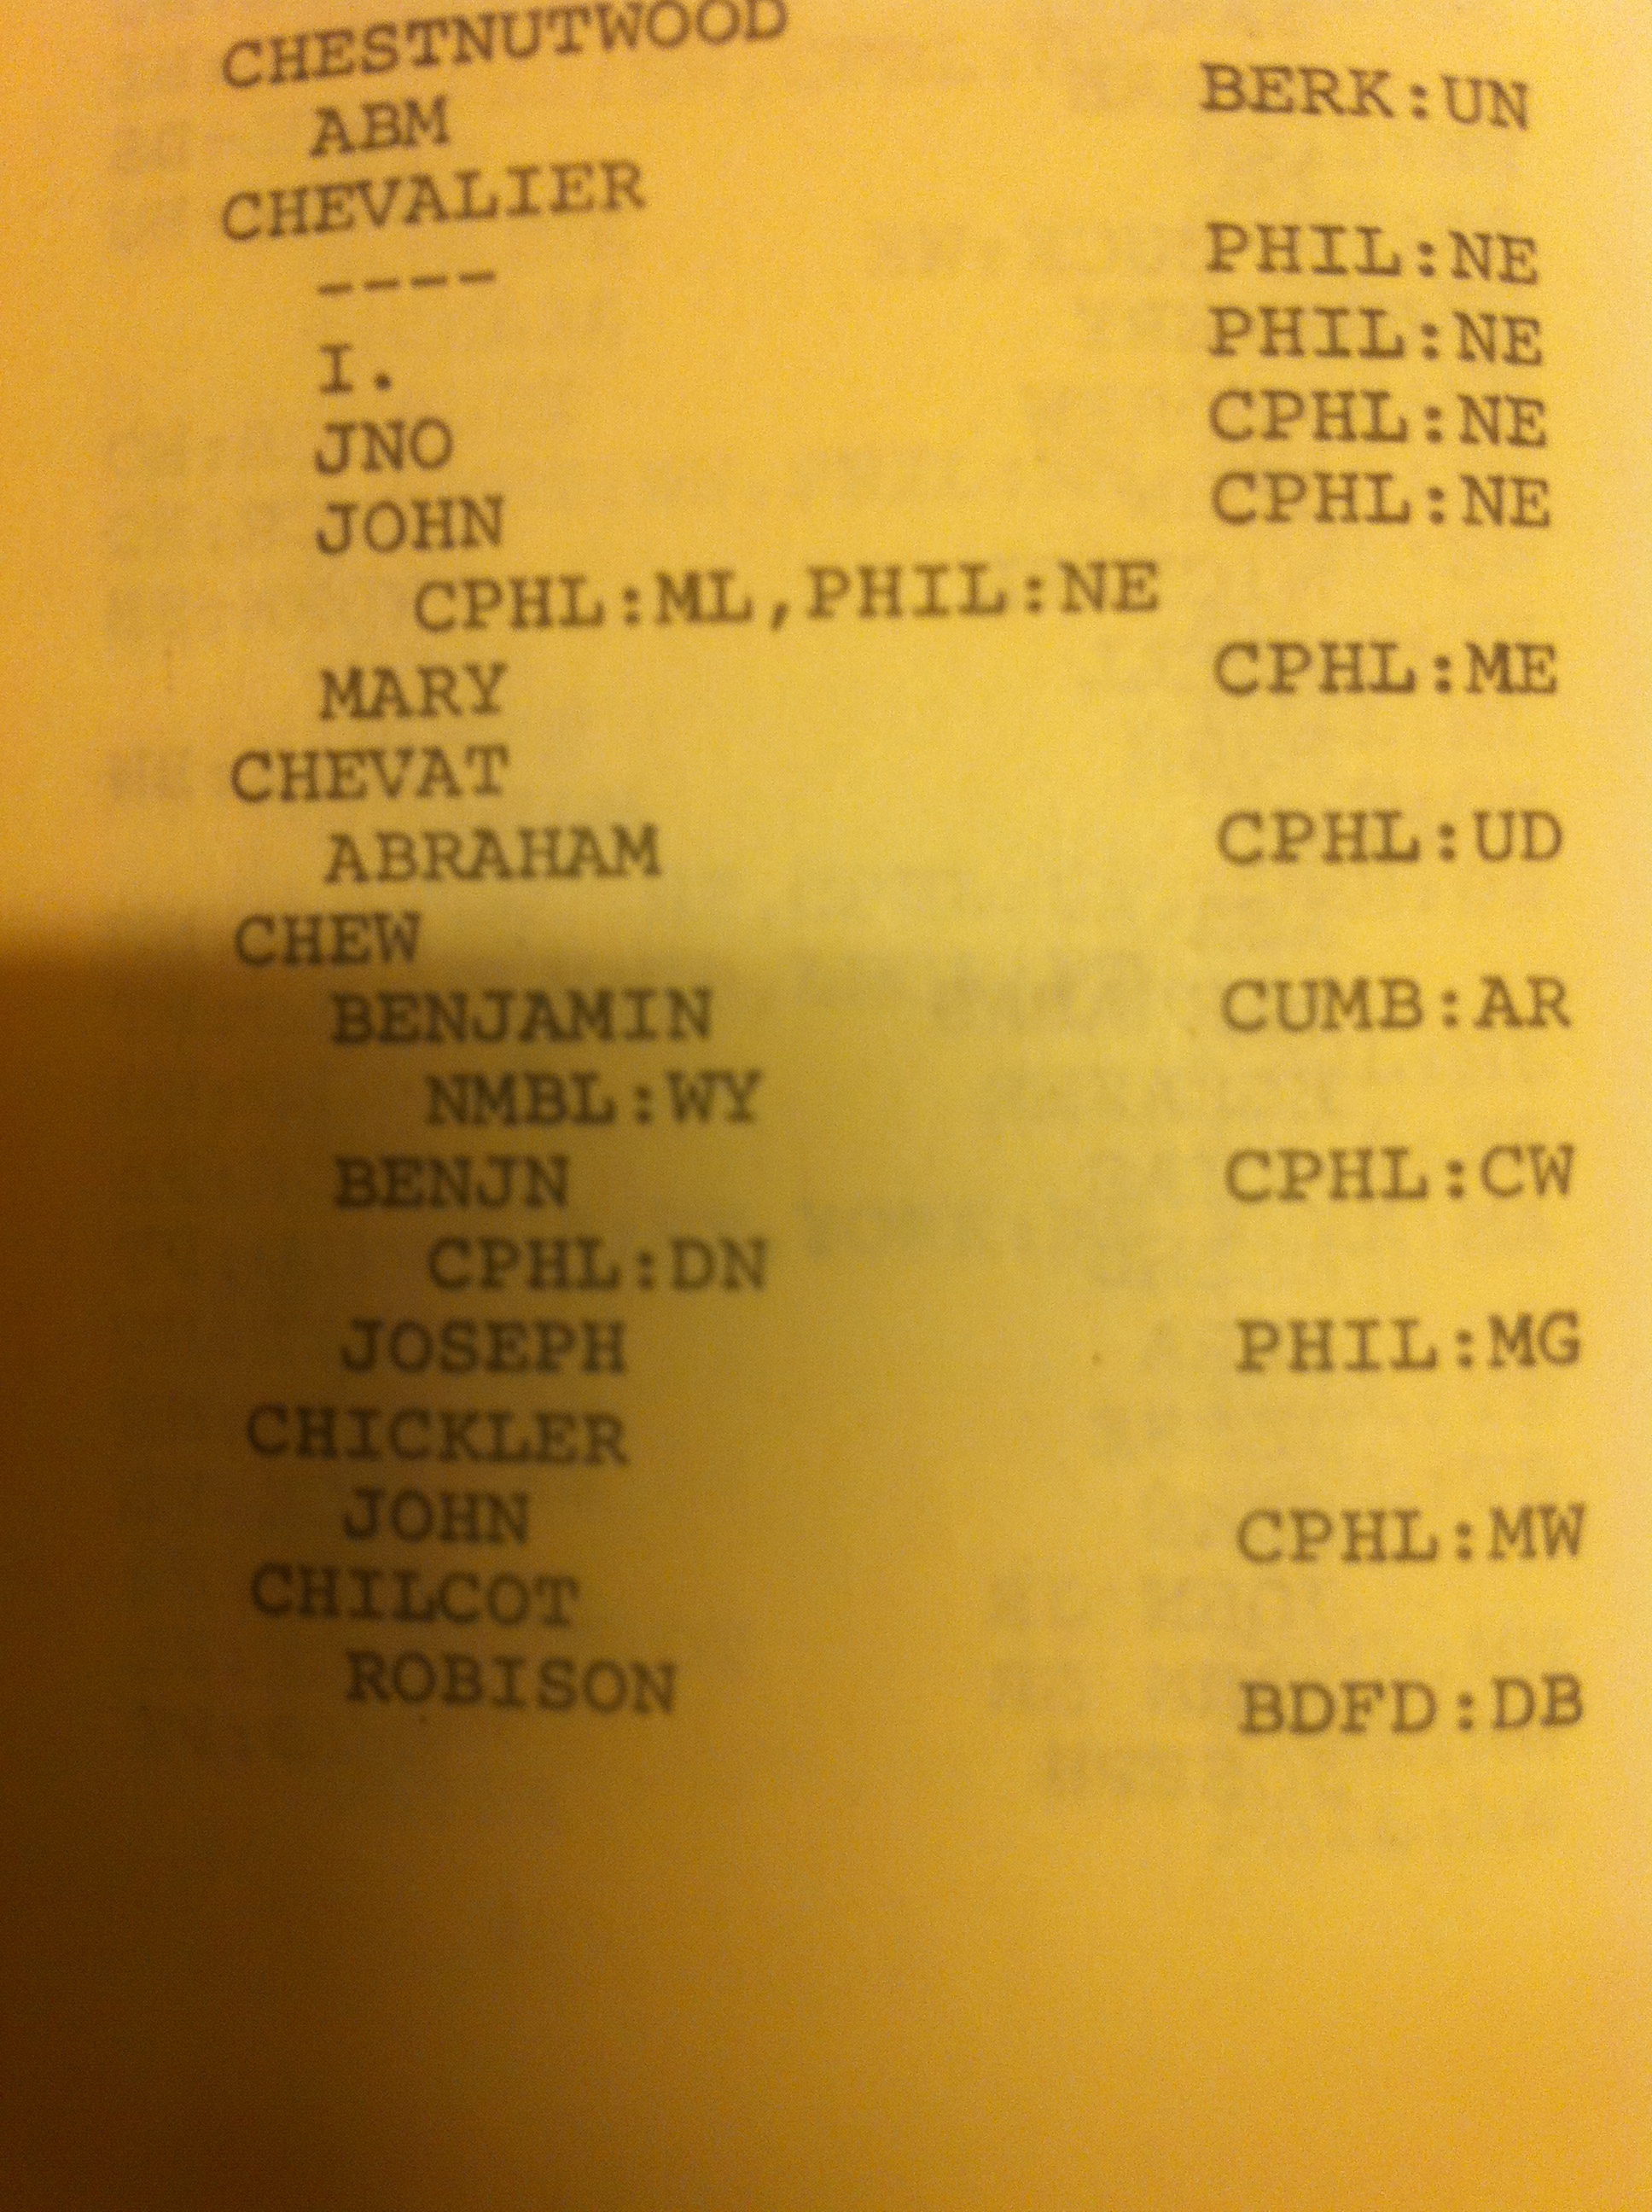 CHESTNUTWOOD
ABM BERK:UN
CHEVALIER
---- PHIL:NE
I. PHIL:NE
JNO CPHL:NE
JOHN CPHL:NE
CPHL:ML,PHIL:NE
MARY CPHL:ME
CHEVAT
ABRAHAM CPHL:UD
CHEW
BENJAMIN CUMB:AR
NMBL:WY
BENJN CPHL:CW
CPHL:DN
JOSEPH PHIL:MG
CHICKLER
JOHN CPHL:MW
CHILCOT
ROBISON BDFD:DB